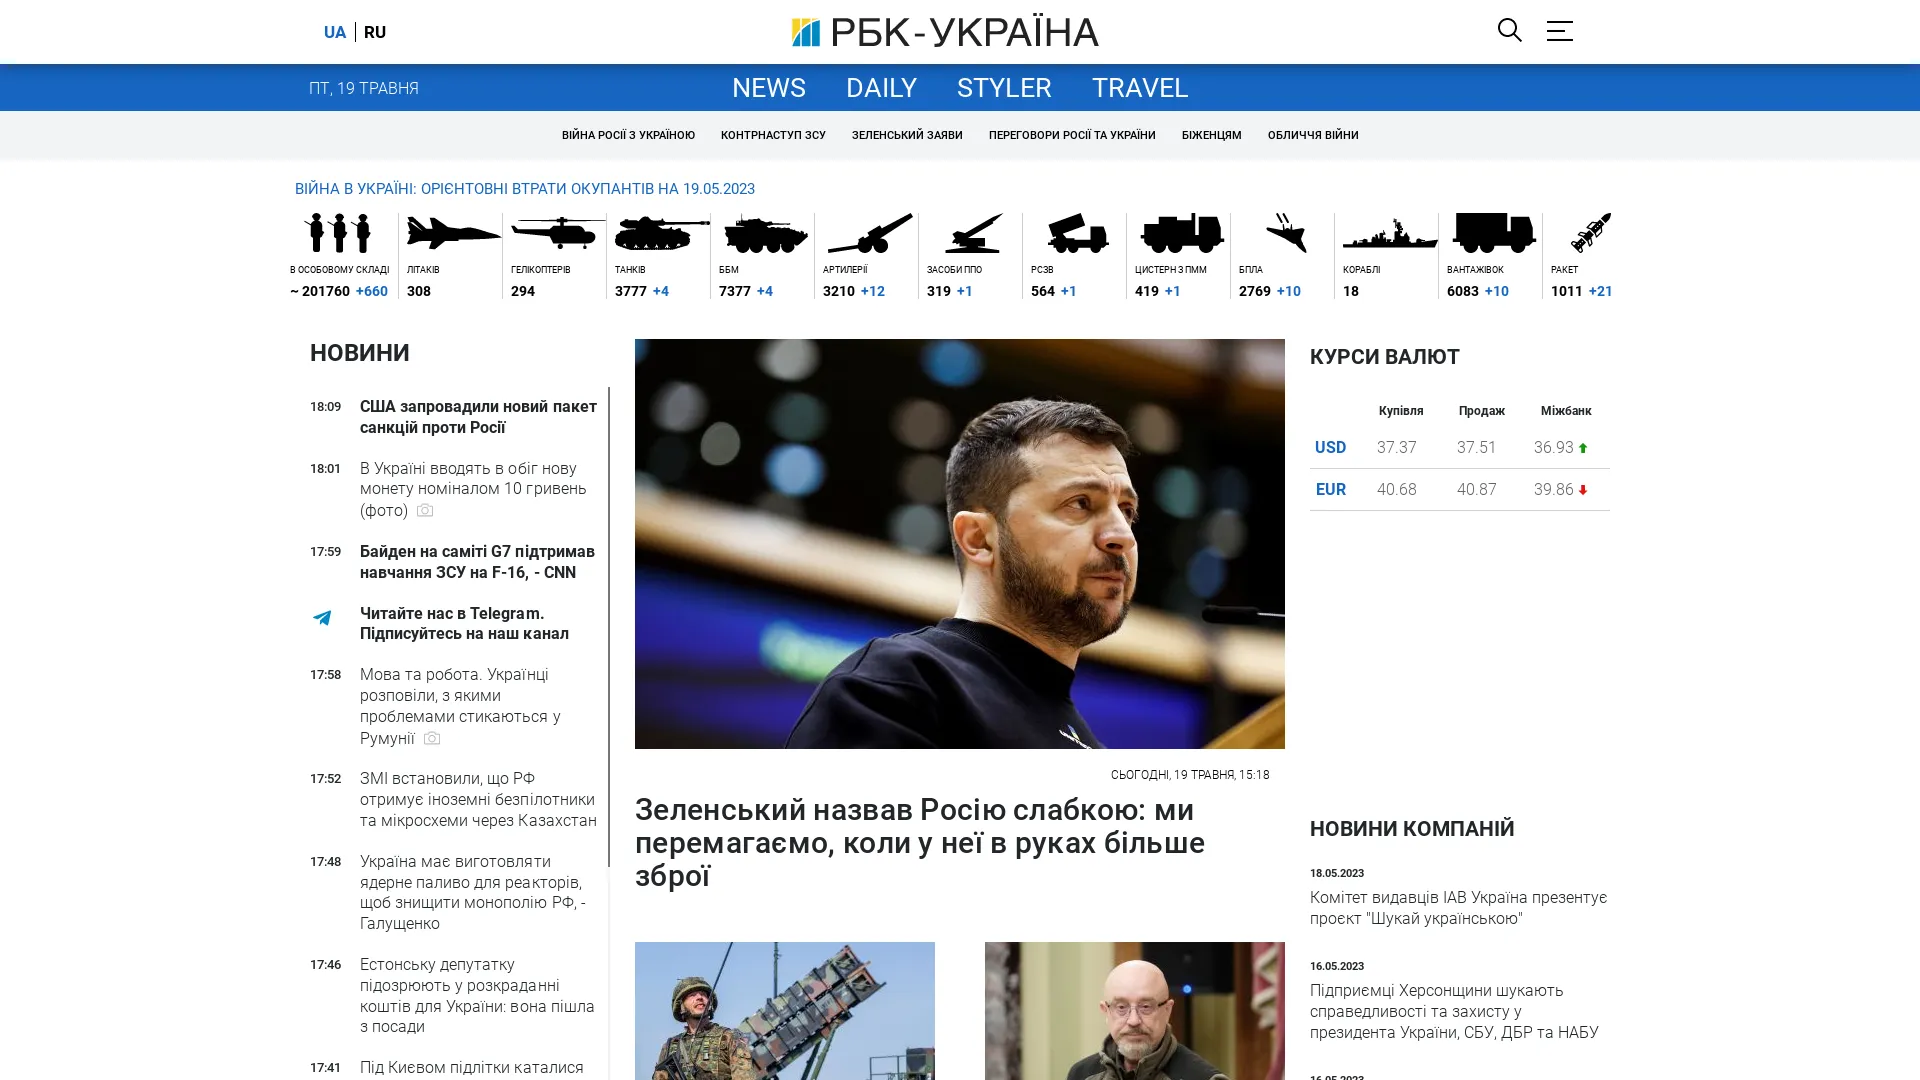 UA RU
РБК-УКРАЇНА
ПТ, 19 ТРАВНЯ
NEWS DAILY STYLER TRAVEL
ВІЙНА РОСІЇ З УКРАЇНОЮ КОНТРНАСТУП ЗСУ ЗЕЛЕНСЬКИЙ ЗАЯВИ ПЕРЕГОВОРИ РОСІЇ ТА УКРАЇНИ БІЖЕНЦЯМ ОБЛИЧЧЯ ВІЙНИ
ВІЙНА В УКРАЇНІ: ОРІЄНТОВНІ ВТРАТИ ОКУПАНТІВ НА 19.05.2023
В ОСОБОВОМУ СКЛАДІ
~ 201760 +660
ЛІТАКІВ
308
ГЕЛІКОПТЕРІВ
294
ТАНКІВ
3777 +4
ББМ
7377 +4
АРТИЛЕРІЇ
3210 +12
ЗАСОБИ ППО
319 +1
РСЗВ
564 +1
ЦИСТЕРН З ПММ
419 +1
БПЛА
2769 +10
КОРАБЛІ
18
ВАНТАЖІВОК
6083 +10
РАКЕТ
1011 +21
НОВИНИ
18:09 США запровадили новий пакет
санкцій проти Росії
18:01 В Україні вводять в обіг нову
монету номіналом 10 гривень
(фото)
17:59 Байден на саміті G7 підтримав
навчання ЗСУ на F-16, - CNN
Читайте нас в Telegram.
Підписуйтесь на наш канал
17:58 Мова та робота. Українці
розповіли, з якими
проблемами стикаються у
Румунії
17:52 ЗМІ встановили, що РФ
отримує іноземні безпілотники
та мікросхеми через Казахстан
17:48 Україна має виготовляти
ядерне паливо для реакторів,
щоб знищити монополію РФ, -
Галущенко
17:46 Естонську депутатку
підозрюють у розкраданні
коштів для України: вона пішла
з посади
17:41 Під Києвом підлітки каталися
СЬОГОДНІ, 19 ТРАВНЯ, 15:18
Зеленський назвав Росію слабкою: ми
перемагаємо, коли у неї в руках більше
зброї
КУРСИ ВАЛЮТ
Купівля Продаж Міжбанк
USD 37.37 37.51 36.93
EUR 40.68 40.87 39.86
НОВИНИ КОМПАНІЙ
18.05.2023
Комітет видавців ІАВ Україна презентує
проєкт "Шукай українською"
16.05.2023
Підприємці Херсонщини шукають
справедливості та захисту у
президента України, СБУ, ДБР та НАБУ
16.05.2023